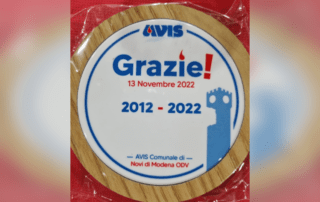 AVIS
Grazie!
13 Novembre 2022
2012 - 2022
AVIS Comunale di
Novi di Modena ODV